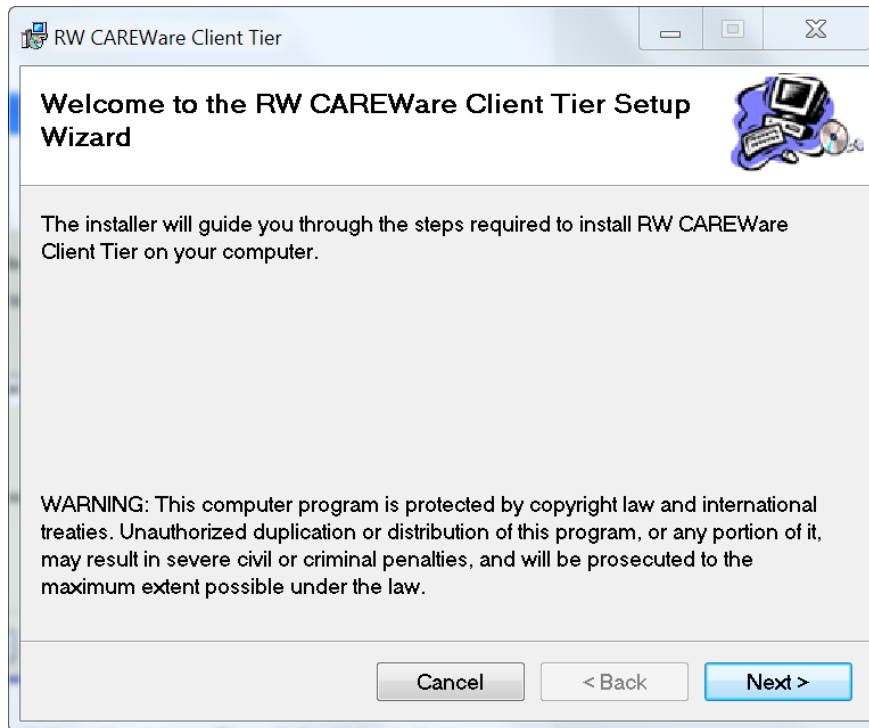 RW CAREWare Client Tier
Welcome to the RW CAREWare Client Tier Setup
Wizard
The installer will guide you through the steps required to install RW CAREWare
Client Tier on your computer.
WARNING: This computer program is protected by copyright law and international
treaties. Unauthorized duplication or distribution of this program, or any portion of it,
may result in severe civil or criminal penalties, and will be prosecuted to the
maximum extent possible under the law.
Cancel
< Back
Next >